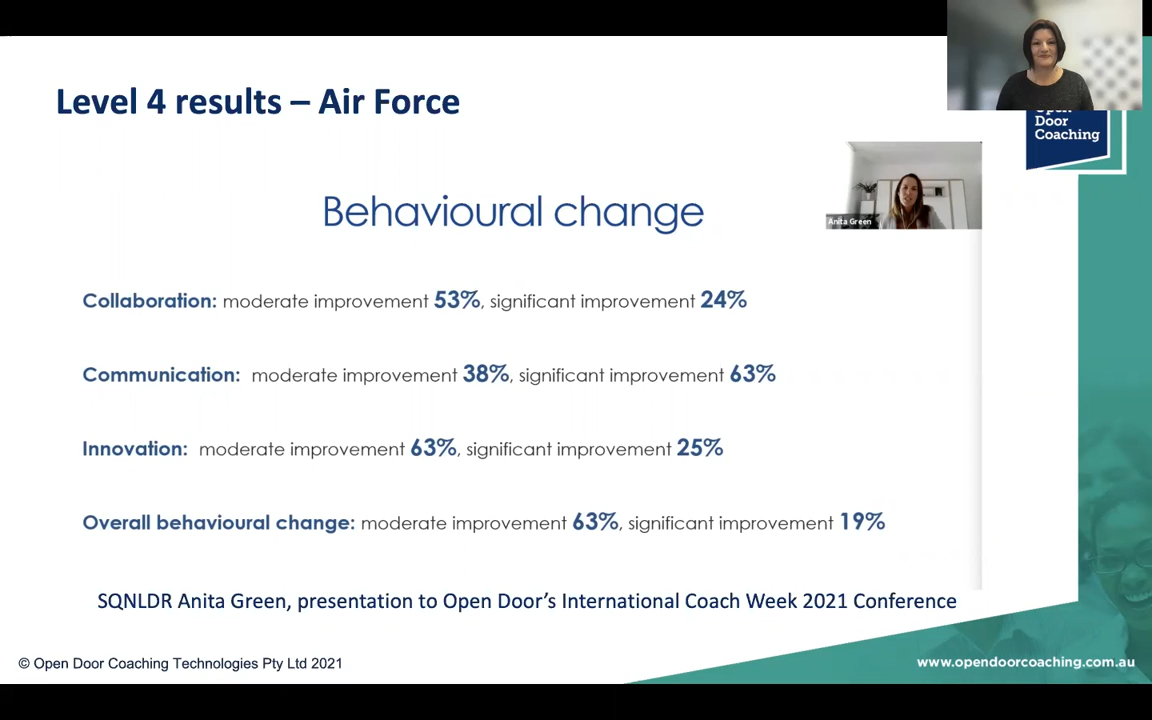 Level 4 results – Air Force
Open
Door
Coaching
Anita Green
Behavioural change
Collaboration: moderate improvement 53%, significant improvement 24%
Communication: moderate improvement 38%, significant improvement 63%
Innovation: moderate improvement 63%, significant improvement 25%
Overall behavioural change: moderate improvement 63%, significant improvement 19%
SQNLDR Anita Green, presentation to Open Door’s International Coach Week 2021 Conference
© Open Door Coaching Technologies Pty Ltd 2021
www.opendoorcoaching.com.au